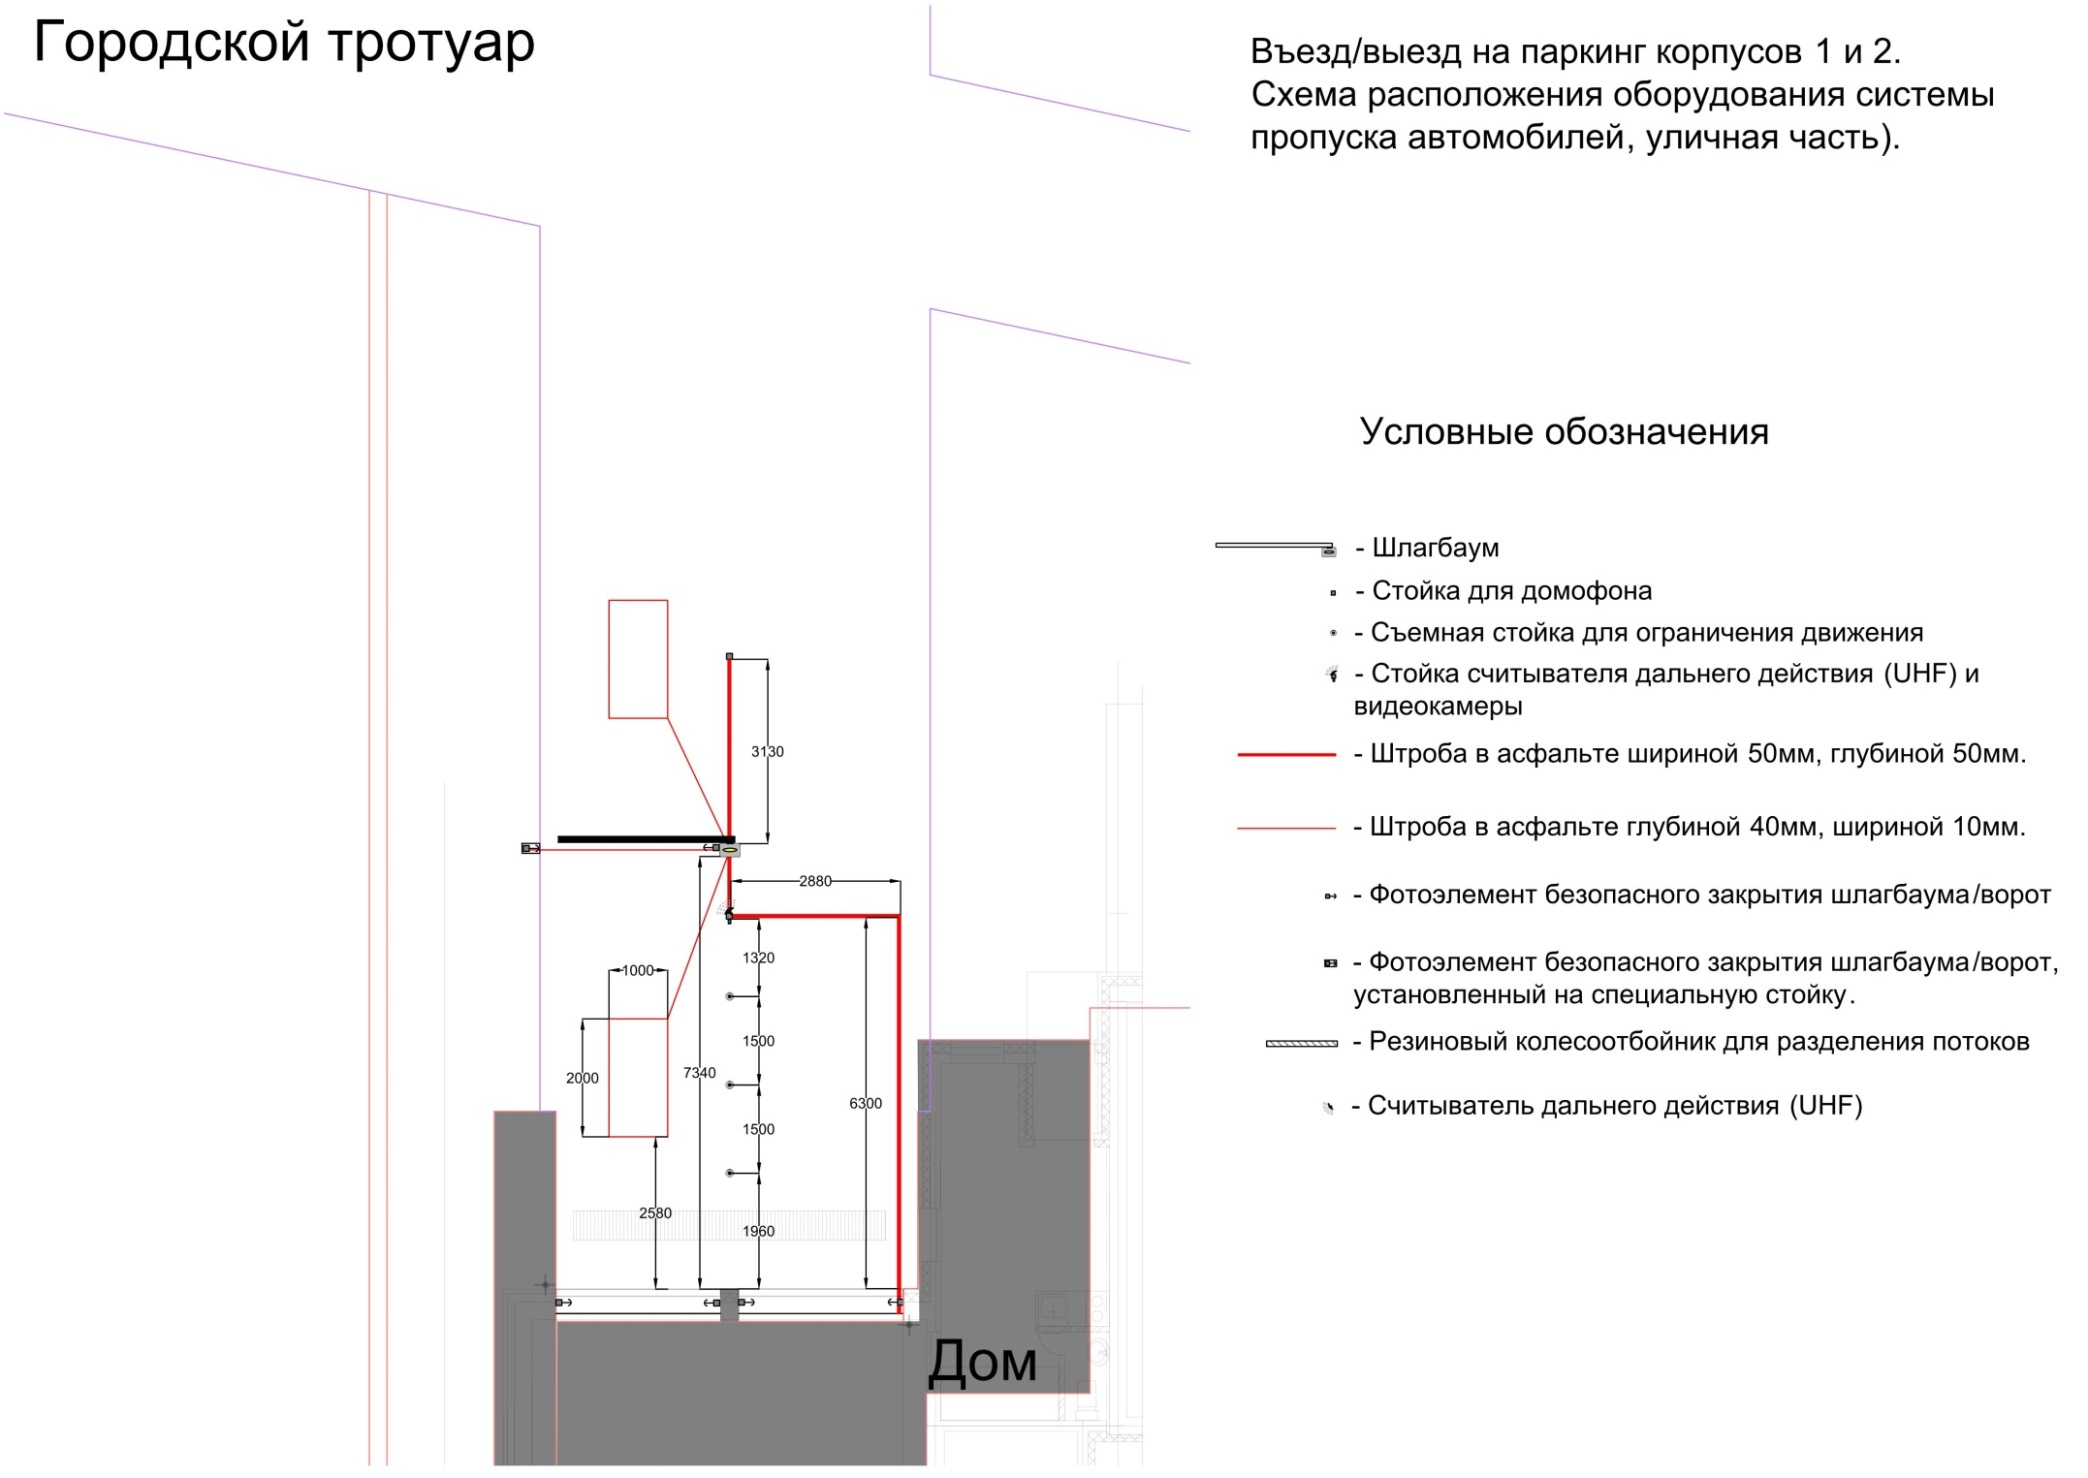 Городской тротуар
Въезд/выезд на паркинг корпусов 1 и 2.
Схема расположения оборудования системы
пропуска автомобилей, уличная часть).
Условные обозначения
- Шлагбаум
- Стойка для домофона
- Съемная стойка для ограничения движения
- Стойка считывателя дальнего действия (UHF) и
видеокамеры
- Штроба в асфальте шириной 50мм, глубиной 50мм.
- Штроба в асфальте глубиной 40мм, шириной 10мм.
- Фотоэлемент безопасного закрытия шлагбаума/ворот
- Фотоэлемент безопасного закрытия шлагбаума/ворот,
установленный на специальную стойку.
- Резиновый колесоотбойник для разделения потоков
- Считыватель дальнего действия (UHF)
3130
2880
1320
1000
1500
2000
7340
6300
1500
2580
1960
Дом